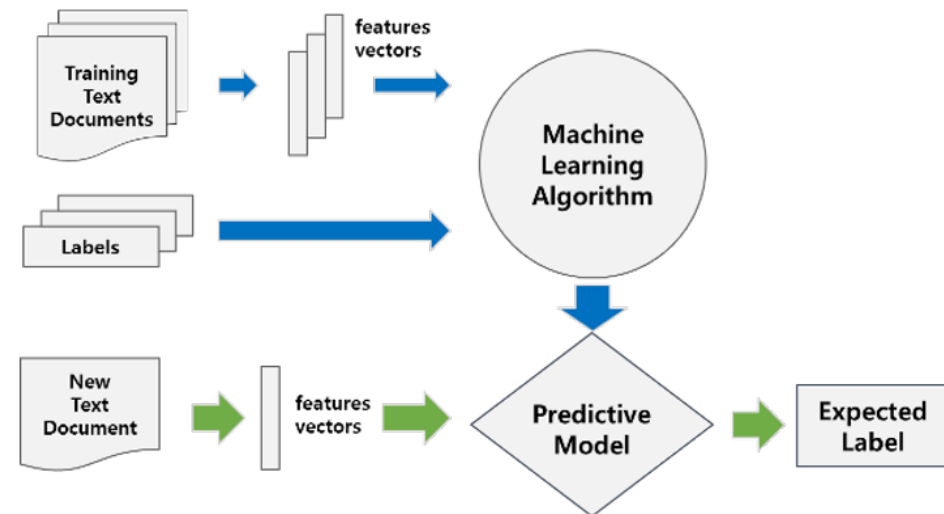 Training
Text
Documents
features
vectors
Machine
Learning
Algorithm
Labels
New
Text
Document
features
vectors
Predictive
Model
Expected
Label